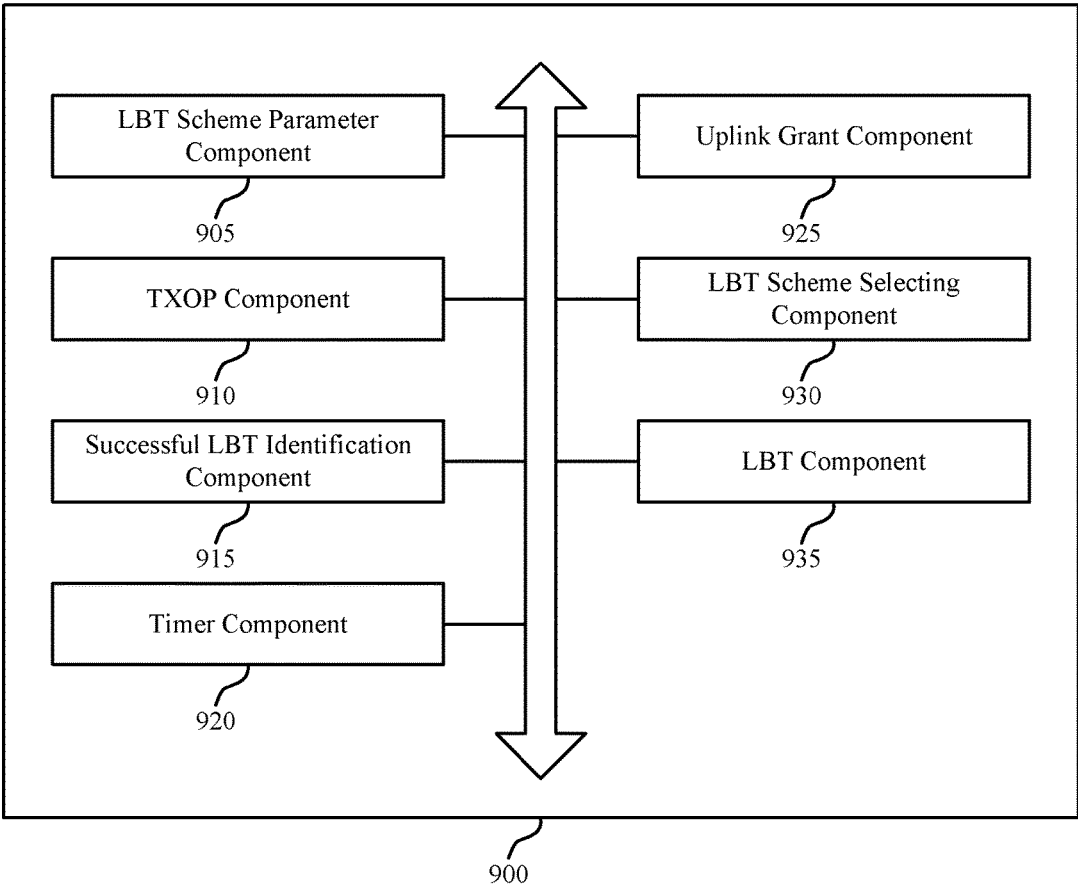 LBT Scheme Parameter
Component
905
TXOP Component
910
Successful LBT Identification
Component
915
Timer Component
920
Uplink Grant Component
925
LBT Scheme Selecting
Component
930
LBT Component
935
900